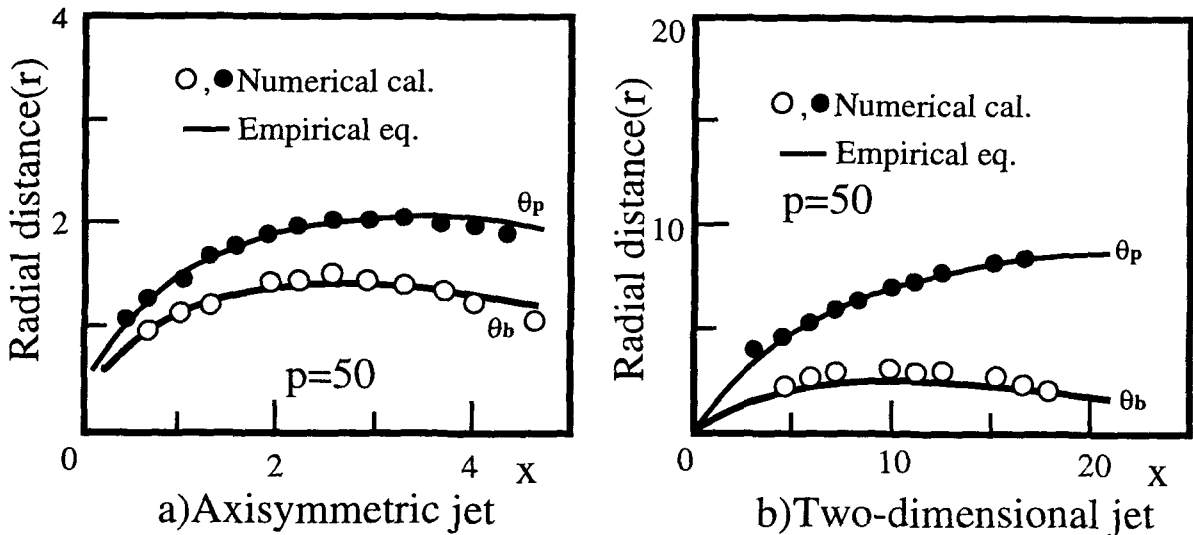 4
Radial distance(r)
○,●Numerical cal.
— Empirical eq.
2
θp
θb
p=50
0
2
4
x
a)Axisymmetric jet
20
Radial distance(r)
○,●Numerical cal.
— Empirical eq.
p=50
10
θp
θb
0
10
20
x
b)Two-dimensional jet